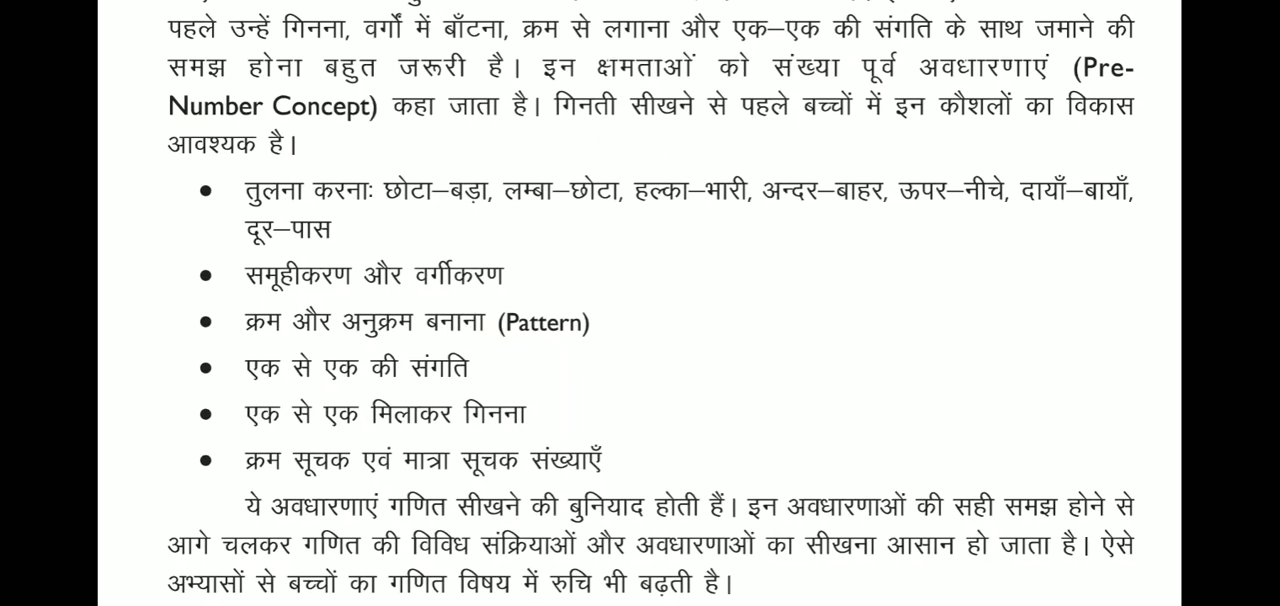 पहले उन्हें गिनना, वर्गों में बाँटना, क्रम से लगाना और एक–एक की संगति के साथ जमाने की
समझ होना बहुत जरूरी है। इन क्षमताओं को संख्या पूर्व अवधारणाएं (Pre-
Number Concept) कहा जाता है। गिनती सीखने से पहले बच्चों में इन कौशलों का विकास
आवश्यक है।
• तुलना करनाः छोटा–बड़ा, लम्बा–छोटा, हल्का–भारी, अन्दर–बाहर, ऊपर–नीचे, दायाँ–बायाँ,
दूर–पास
• समूहीकरण और वर्गीकरण
• क्रम और अनुक्रम बनाना (Pattern)
• एक से एक की संगति
• एक से एक मिलाकर गिनना
• क्रम सूचक एवं मात्रा सूचक संख्याएँ
ये अवधारणाएं गणित सीखने की बुनियाद होती हैं। इन अवधारणाओं की सही समझ होने से
आगे चलकर गणित की विविध संक्रियाओं और अवधारणाओं का सीखना आसान हो जाता है। ऐसे
अभ्यासों से बच्चों का गणित विषय में रुचि भी बढ़ती है।